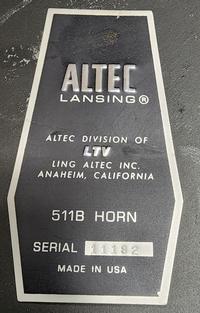 ALTEC
LANSING®
ALTEC DIVISION OF
LTV
LING ALTEC INC.
ANAHEIM, CALIFORNIA
511B HORN
SERIAL 11182
MADE IN USA